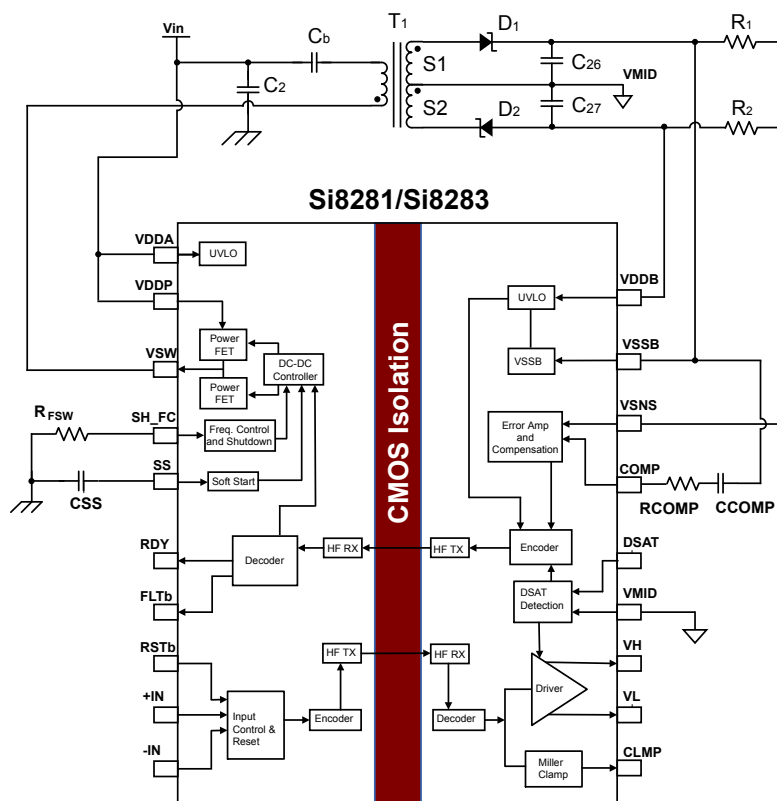 Vin
Cb
T1
D1
R1
C2
S1
C26
VMID
S2
C27
D2
R2
Si8281/Si8283
CMOS Isolation
VDDA
UVLO
VDDP
VSW
Power
FET
DC-DC
Controller
Power
FET
RFSW
SH_FC
Freq. Control
and Shutdown
SS
Soft Start
CSS
RDY
Decoder
HF RX
FLTb
RSTb
HF TX
+IN
Input
Control &
Reset
Encoder
-IN
VDDB
UVLO
VSSB
VSSB
VSNS
Error Amp
and
Compensation
COMP
RCOMP
CCOMP
HF TX
Encoder
DSAT
DSAT
Detection
VMID
HF RX
VH
Driver
Decoder
VL
Miller
Clamp
CLMP